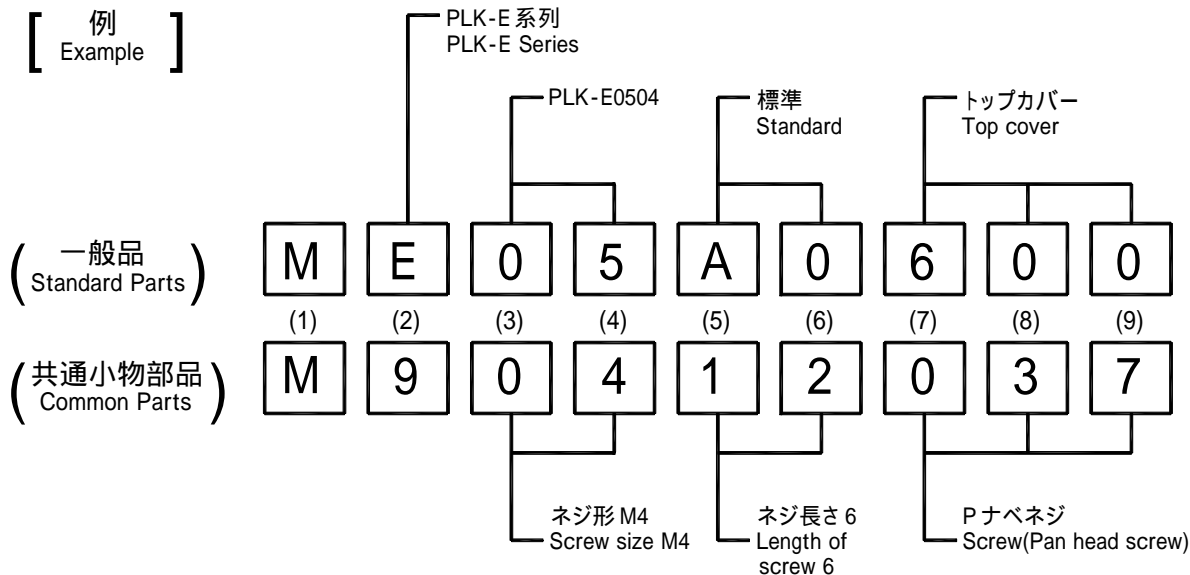 [ 例 ]
Example
PLK-E系列
PLK-E Series
PLK-E0504
標準
Standard
トップカバー
Top cover
(一般品)
Standard Parts
M E 0 5 A 0 6 0 0
(1) (2) (3) (4) (5) (6) (7) (8) (9)
(共通小物部品)
Common Parts
M 9 0 4 1 2 0 3 7
ネジ形 M4
Screw size M4
ネジ長さ 6
Length of
screw 6
Pナベネジ
Screw(Pan head screw)